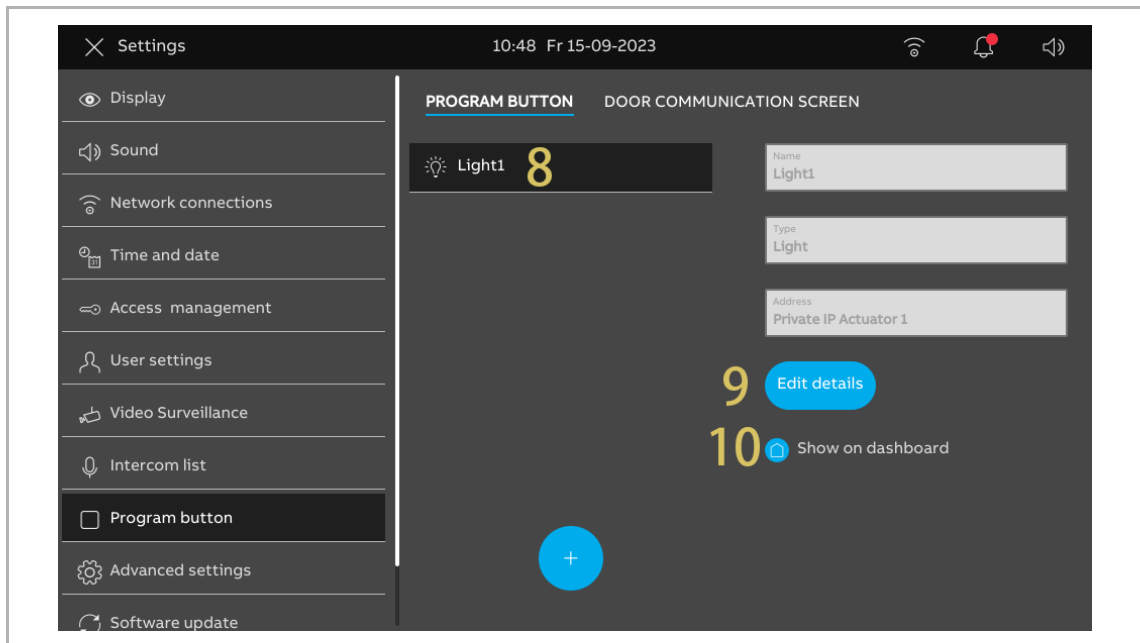 Settings
10:48 Fr 15-09-2023
Display
Sound
Network connections
31
Time and date
Access management
User settings
Video Surveillance
Intercom list
Program button
Advanced settings
Software update
PROGRAM BUTTON
DOOR COMMUNICATION SCREEN
Light1
8
Name
Light1
Type
Light
Address
Private IP Actuator 1
9
Edit details
10
Show on dashboard
+